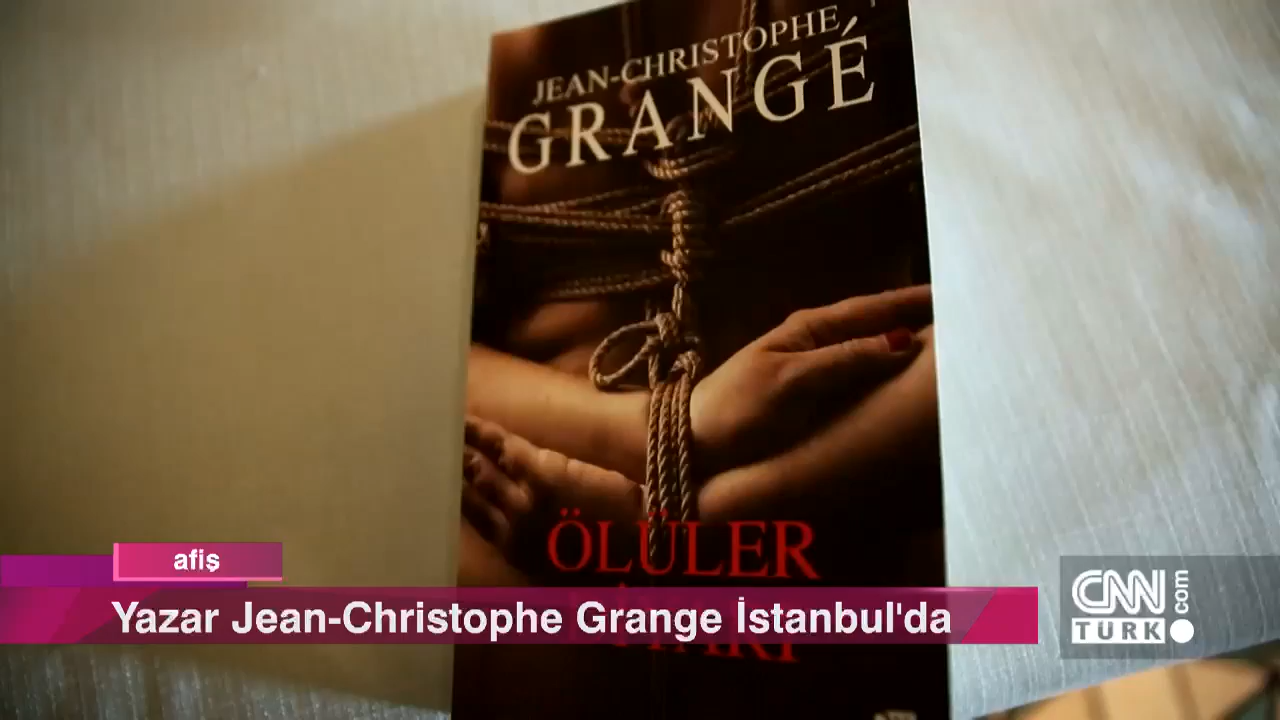 JEAN-CHRISTOPHE
GRANGÉ
ÖLÜLER
afiş
Yazar Jean-Christophe Grange İstanbul'da
CNN
TURK
.com